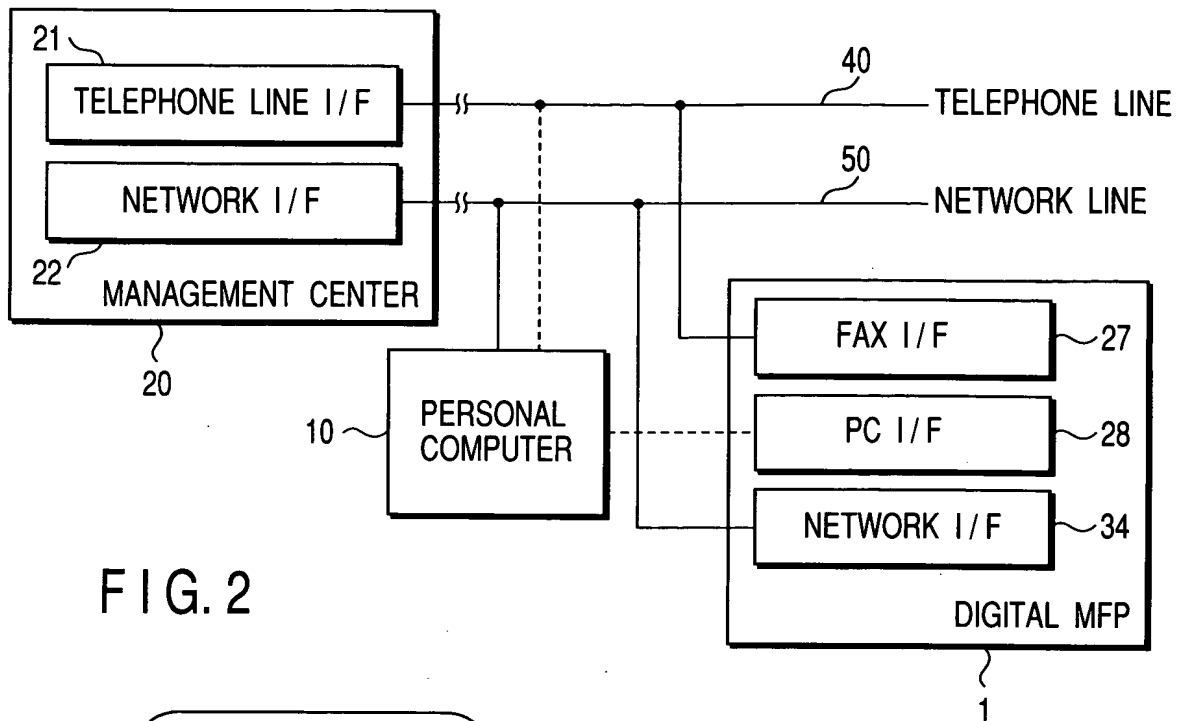 21
TELEPHONE LINE I/F
NETWORK I/F
22
MANAGEMENT CENTER
20
40
TELEPHONE LINE
50
NETWORK LINE
10
PERSONAL
COMPUTER
FAX I/F
27
PC I/F
28
NETWORK I/F
34
DIGITAL MFP
1
FIG. 2